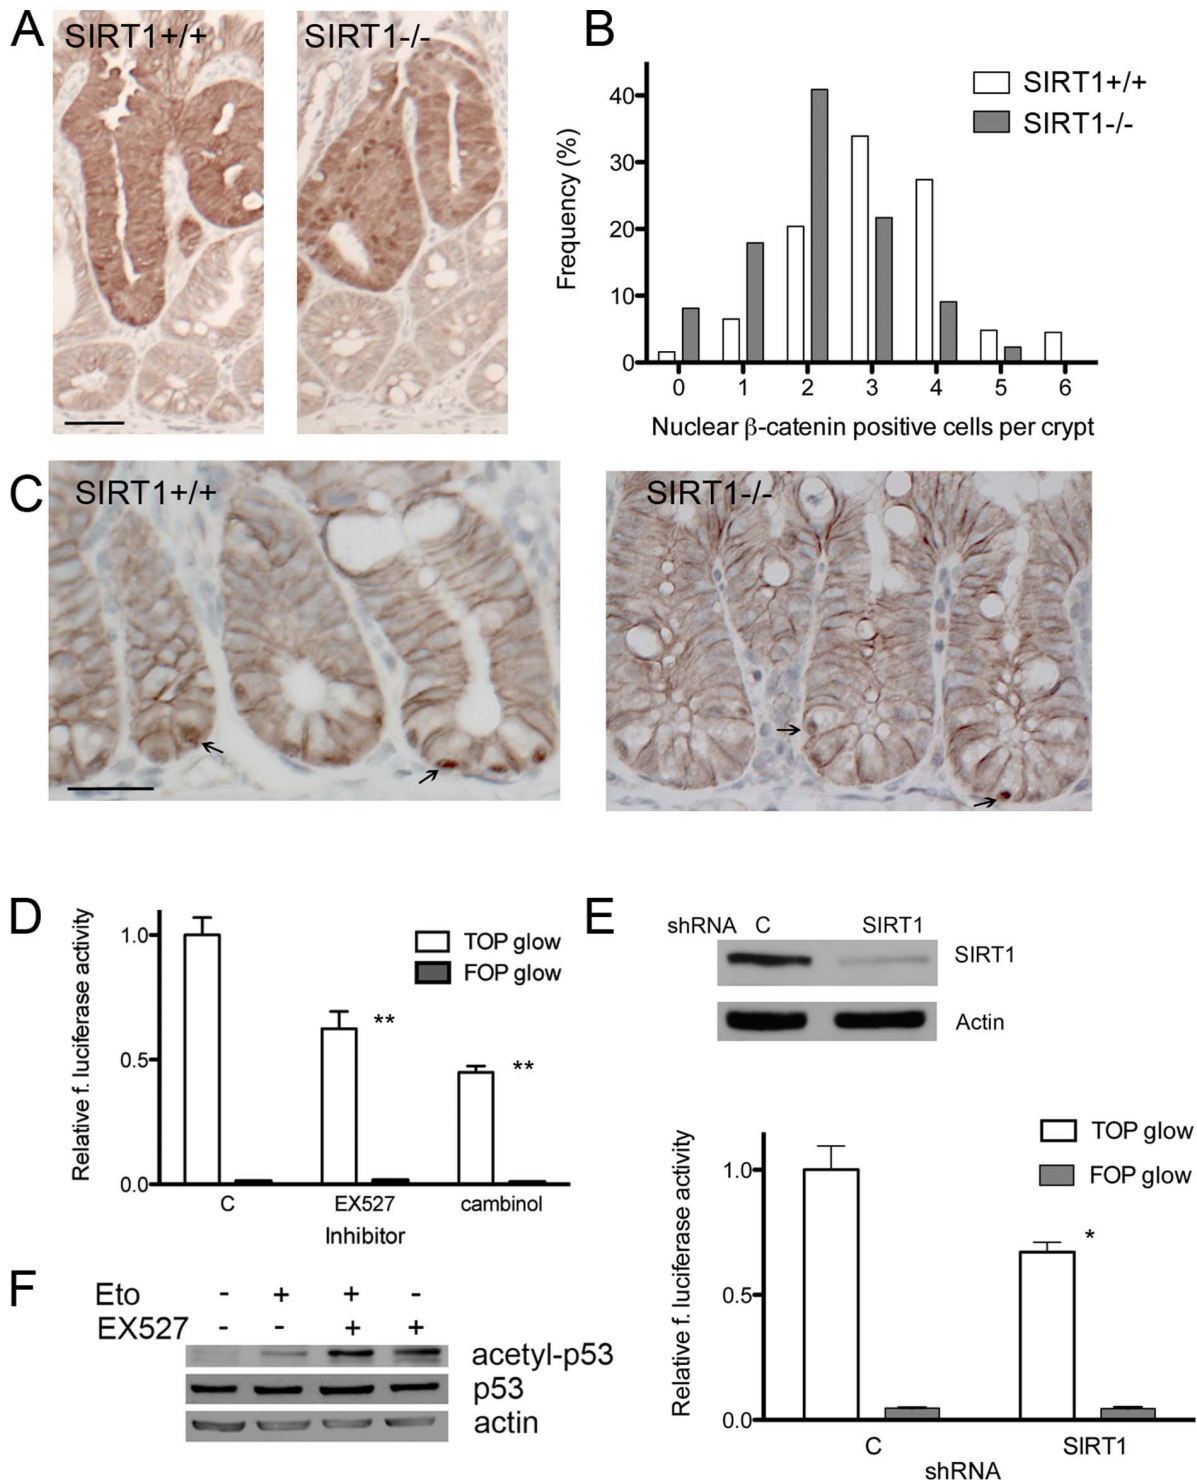 A
SIRT1+/+
SIRT1-/-
B
Frequency (%)
40
30
20
10
0
SIRT1+/+
SIRT1-/-
0 1 2 3 4 5 6
Nuclear β-catenin positive cells per crypt
C
SIRT1+/+
SIRT1-/-
D
Relative f. luciferase activity
1.0
0.5
0.0
TOP glow
FOP glow
**
**
C EX527 cambinol
Inhibitor
E
shRNA C SIRT1
SIRT1
Actin
Relative f. luciferase activity
1.0
0.5
0.0
TOP glow
FOP glow
*
C SIRT1
shRNA
F
Eto - + + -
EX527 - - + +
acetyl-p53
p53
actin